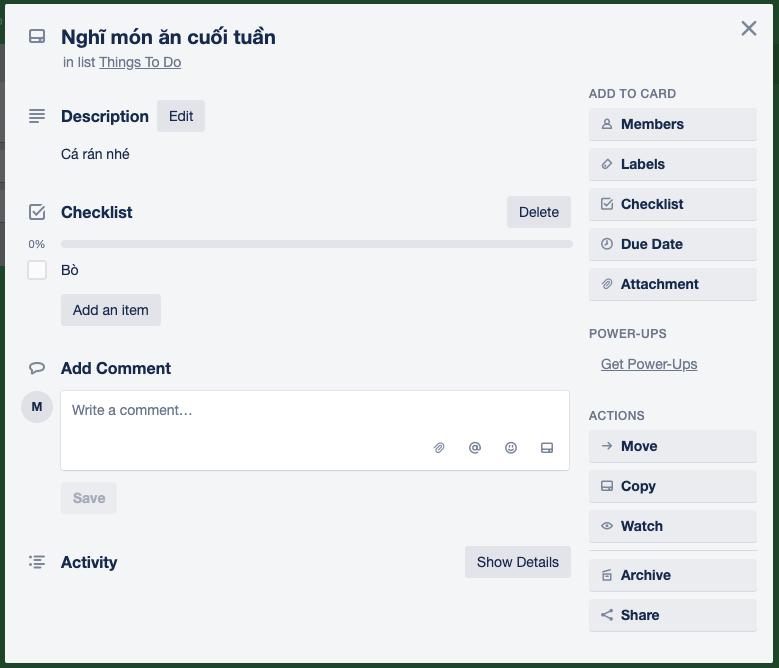 Nghĩ món ăn cuối tuần
in list Things To Do
Description Edit
Cá rán nhé
Checklist Delete
0%
Bò
Add an item
Add Comment
M
Write a comment…
@
Save
Activity Show Details
ADD TO CARD
Members
Labels
Checklist
Due Date
Attachment
POWER-UPS
Get Power-Ups
ACTIONS
Move
Copy
Watch
Archive
Share